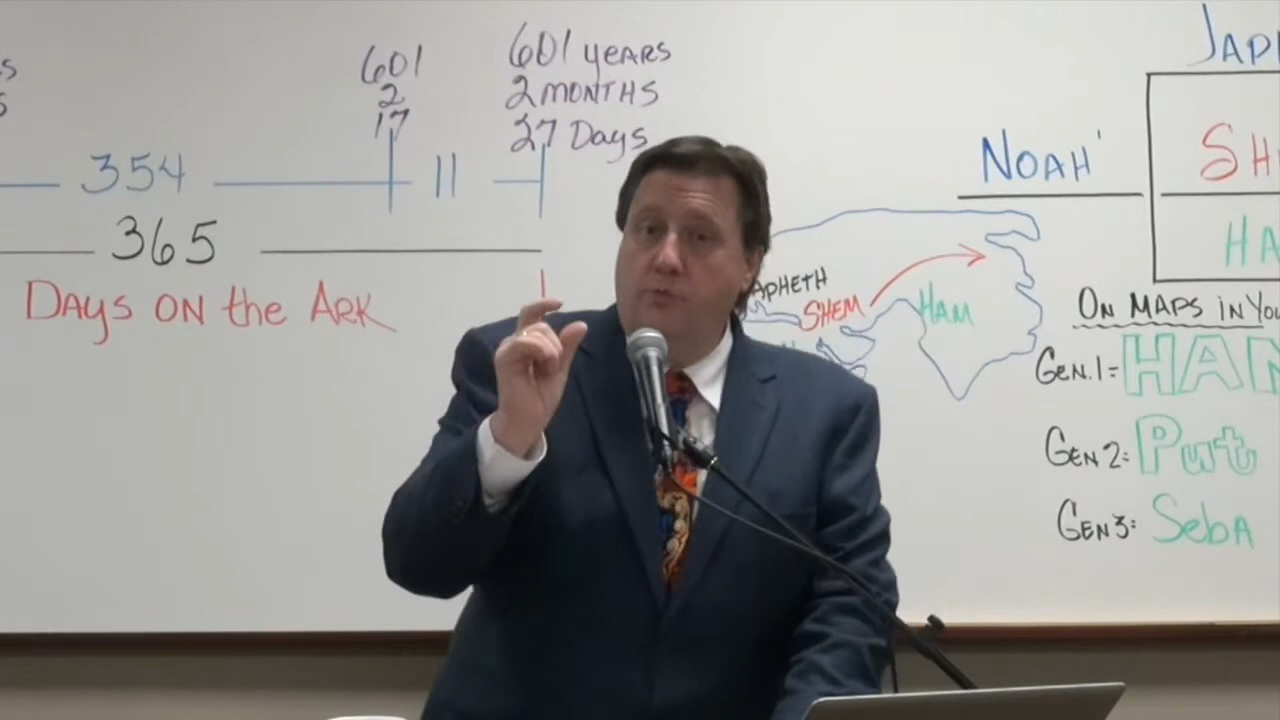 601
2
17
601 years
2 MONTHS
27 Days
354
11
365
Days on the Ark
Noah
APHETH
SHEM
HAM
On Maps in
Gen.1=
Gen 2: Put
Gen 3: Seba